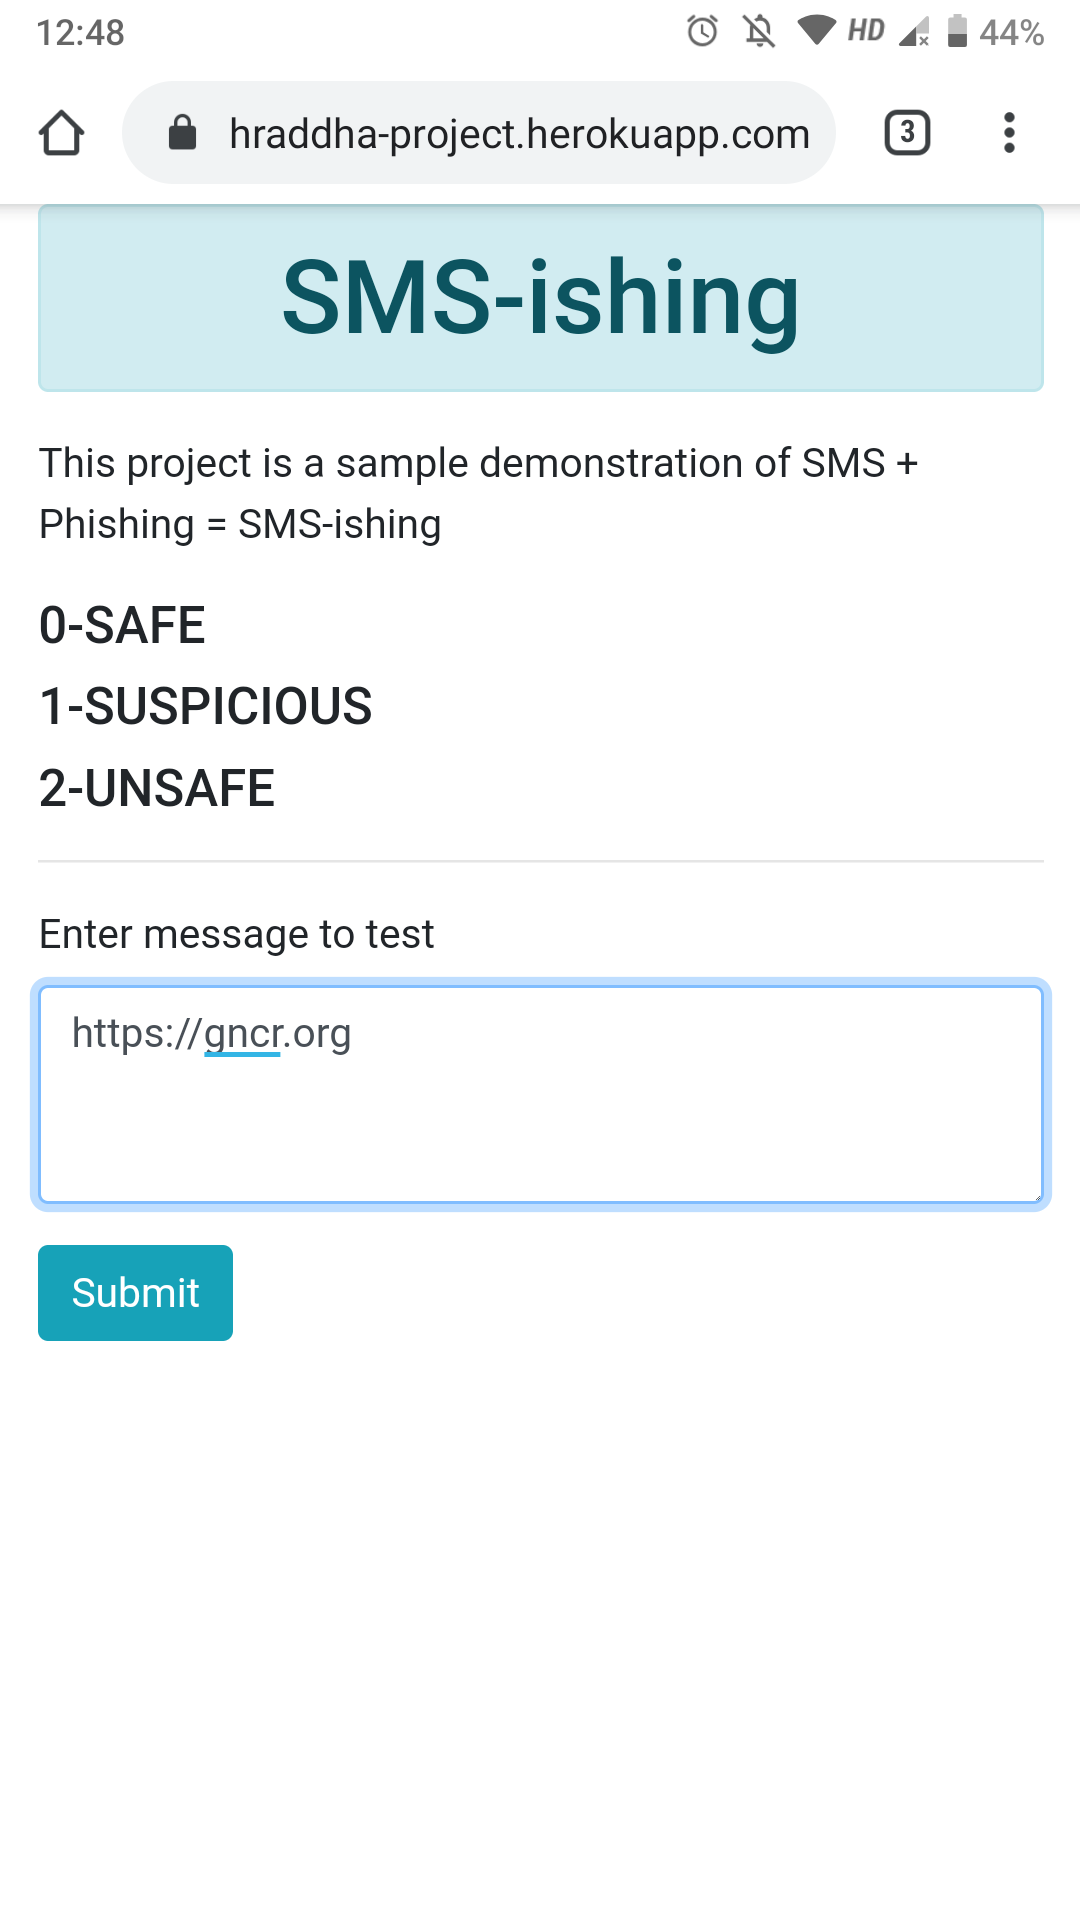 12:48
HD
44%
hraddha-project.herokuapp.com
3
SMS-ishing
This project is a sample demonstration of SMS +
Phishing = SMS-ishing
0-SAFE
1-SUSPICIOUS
2-UNSAFE
Enter message to test
https://gncr.org
Submit